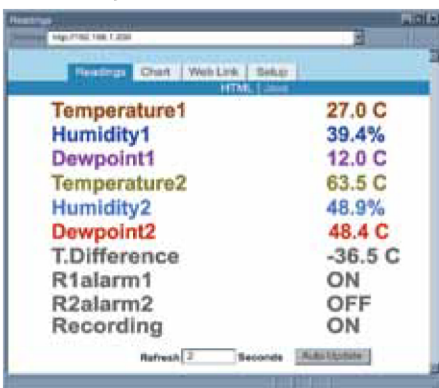 Readings
http://192.168.1.200/
Readings Chart Web Link Setup
HTML | Java
Temperature1 27.0 C
Humidity1 39.4%
Dewpoint1 12.0 C
Temperature2 63.5 C
Humidity2 48.9%
Dewpoint2 48.4 C
T.Difference -36.5 C
R1alarm1 ON
R2alarm2 OFF
Recording ON
Refresh 2 Seconds Auto Update